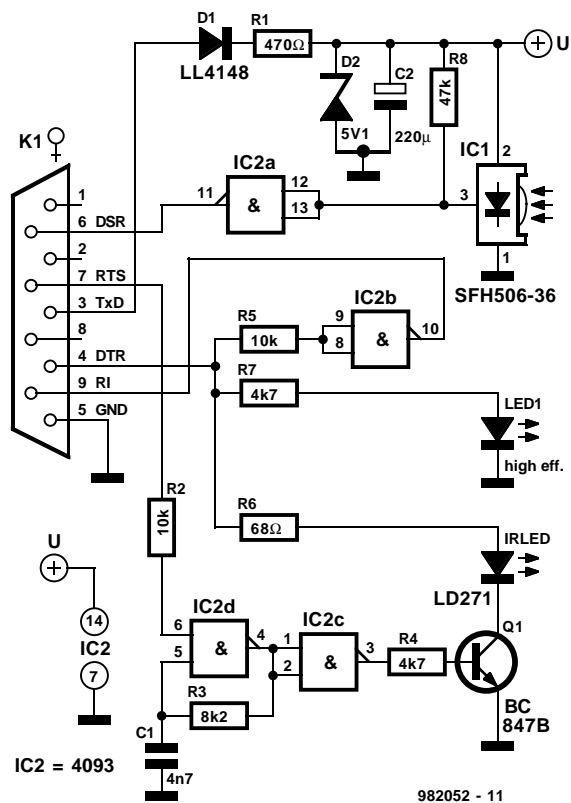 D1
LL4148
R1
470Ω
U
D2
5V1
C2
220µ
R8
47k
IC1
2
3
1
SFH506-36
K1
IC2a
11
&
12
13
1
6 DSR
2
7 RTS
3 TxD
8
4 DTR
9 RI
5 GND
R5
10k
IC2b
9
8
&
10
R7
4k7
LED1
high eff.
R2
10k
R6
68Ω
IRLED
LD271
U
14
IC2
7
IC2d
6
5
&
4
IC2c
1
2
&
3
R4
4k7
Q1
BC
847B
R3
8k2
C1
4n7
IC2 = 4093
982052 - 11